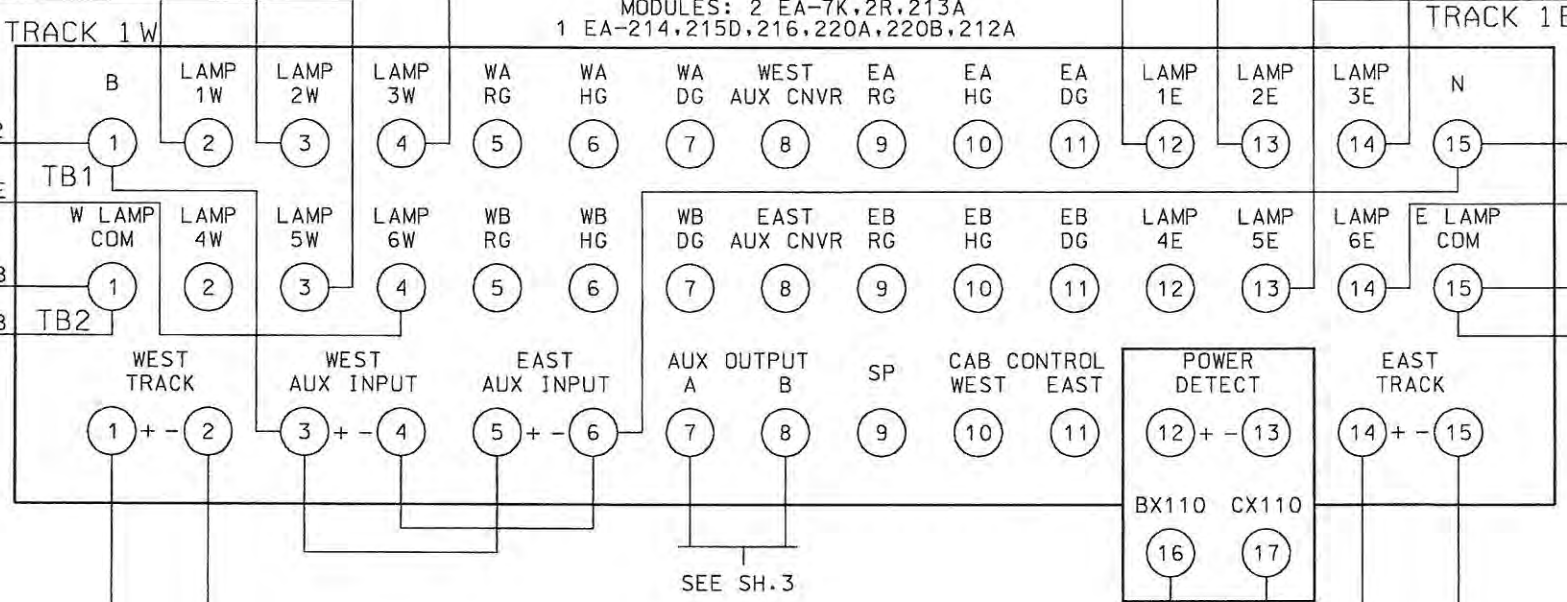 MODULES: 2 EA-7K,2R,213A
1 EA-214,215D,216,220A,220B,212A
TRACK 1W
TRACK 1E
B LAMP LAMP LAMP WA WA WA WEST EA EA EA LAMP LAMP LAMP N
1W 2W 3W RG HG DG AUX CNVR RG HG DG 1E 2E 3E
1 2 3 4 5 6 7 8 9 10 11 12 13 14 15
TB1
W LAMP LAMP LAMP LAMP WB WB WB EAST EB EB EB LAMP LAMP LAMP E LAMP
COM 4W 5W 6W RG HG DG AUX CNVR RG HG DG 4E 5E 6E COM
1 2 3 4 5 6 7 8 9 10 11 12 13 14 15
TB2
WEST WEST EAST AUX OUTPUT SP CAB CONTROL POWER EAST
TRACK AUX INPUT AUX INPUT A B WEST EAST DETECT TRACK
1 + - 2 3 + - 4 5 + - 6 7 8 9 10 11 12 + - 13 14 + - 15
BX110 CX110
16 17
SEE SH.3